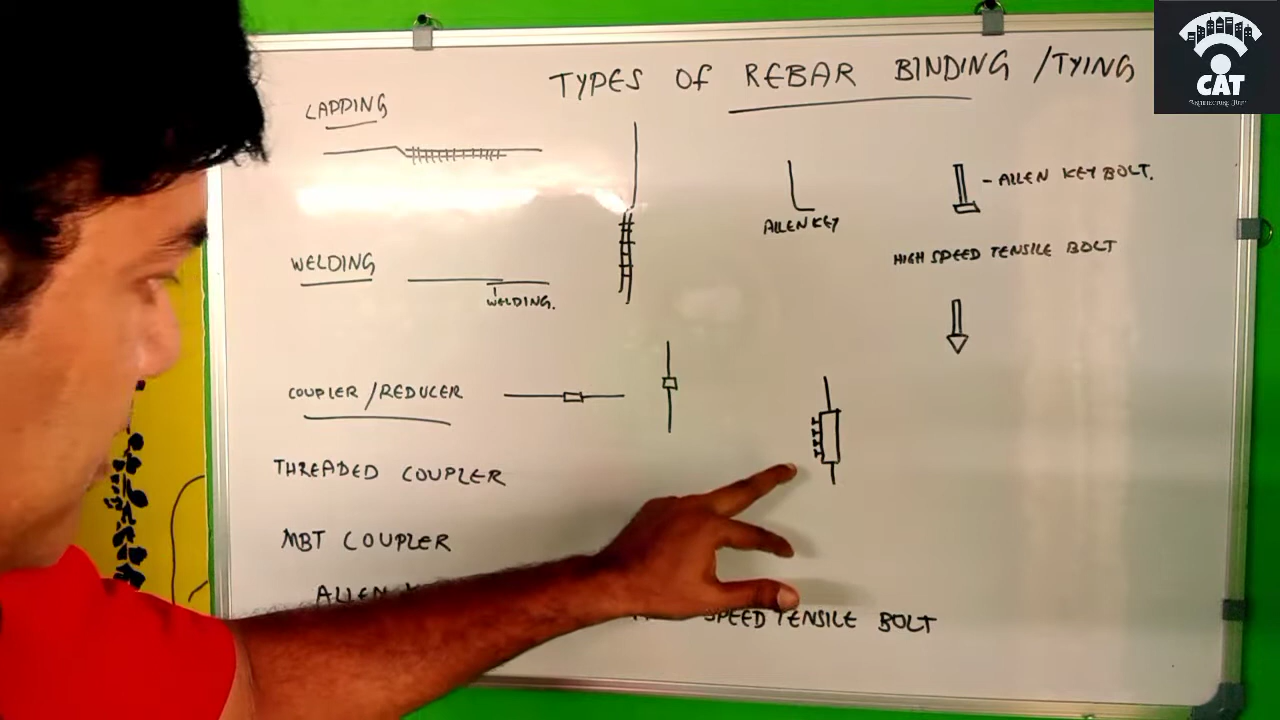 TYPES OF REBAR BINDING /TYING
CAT
LAPPING
ALLEN KEY
- ALLEN KEY BOLT.
HIGH SPEED TENSILE BOLT
WELDING
WELDING.
COUPLER /REDUCER
THREADED COUPLER
MBT COUPLER
ALLEN
SPEED TENSILE BOLT